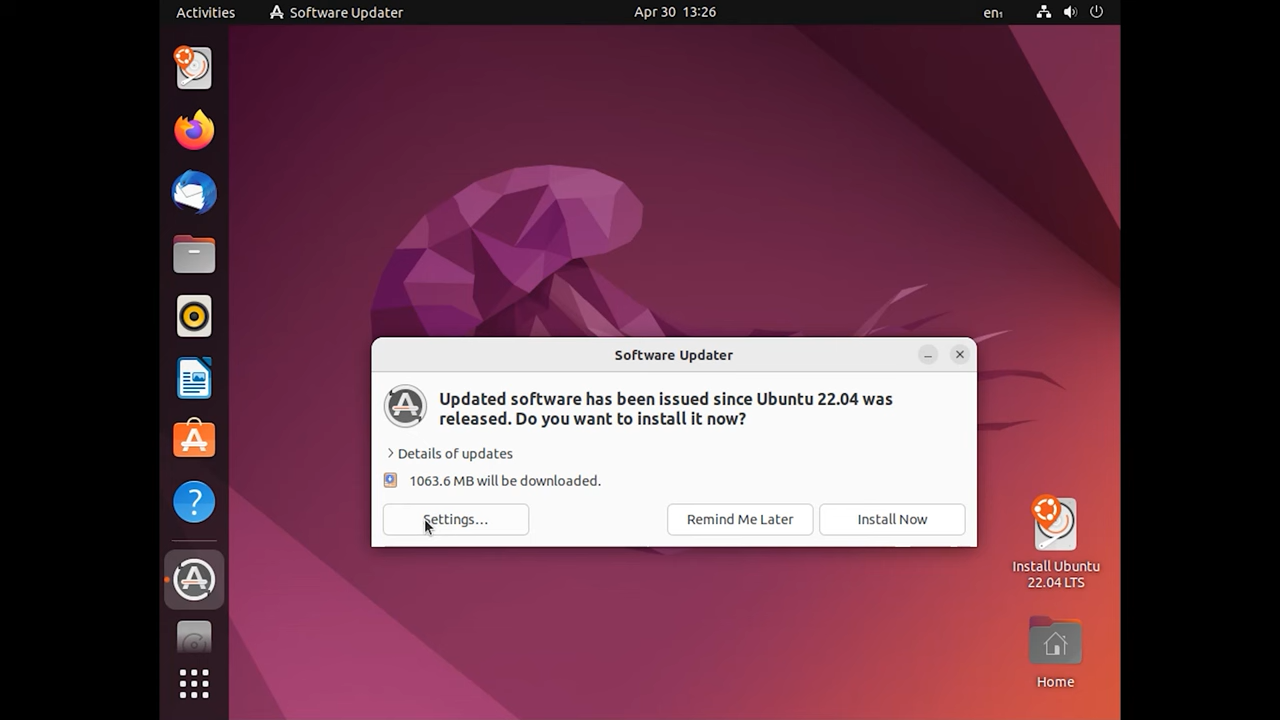 Activities
Software Updater
Apr 30 13:26
en₁
Software Updater
Updated software has been issued since Ubuntu 22.04 was
released. Do you want to install it now?
Details of updates
1063.6 MB will be downloaded.
Settings…
Remind Me Later
Install Now
Install Ubuntu
22.04 LTS
Home